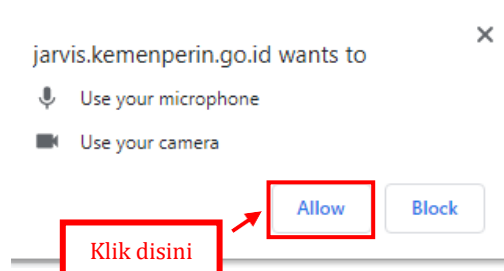 jarvis.kemenperin.go.id wants to
Use your microphone
Use your camera
Allow
Block
Klik disini